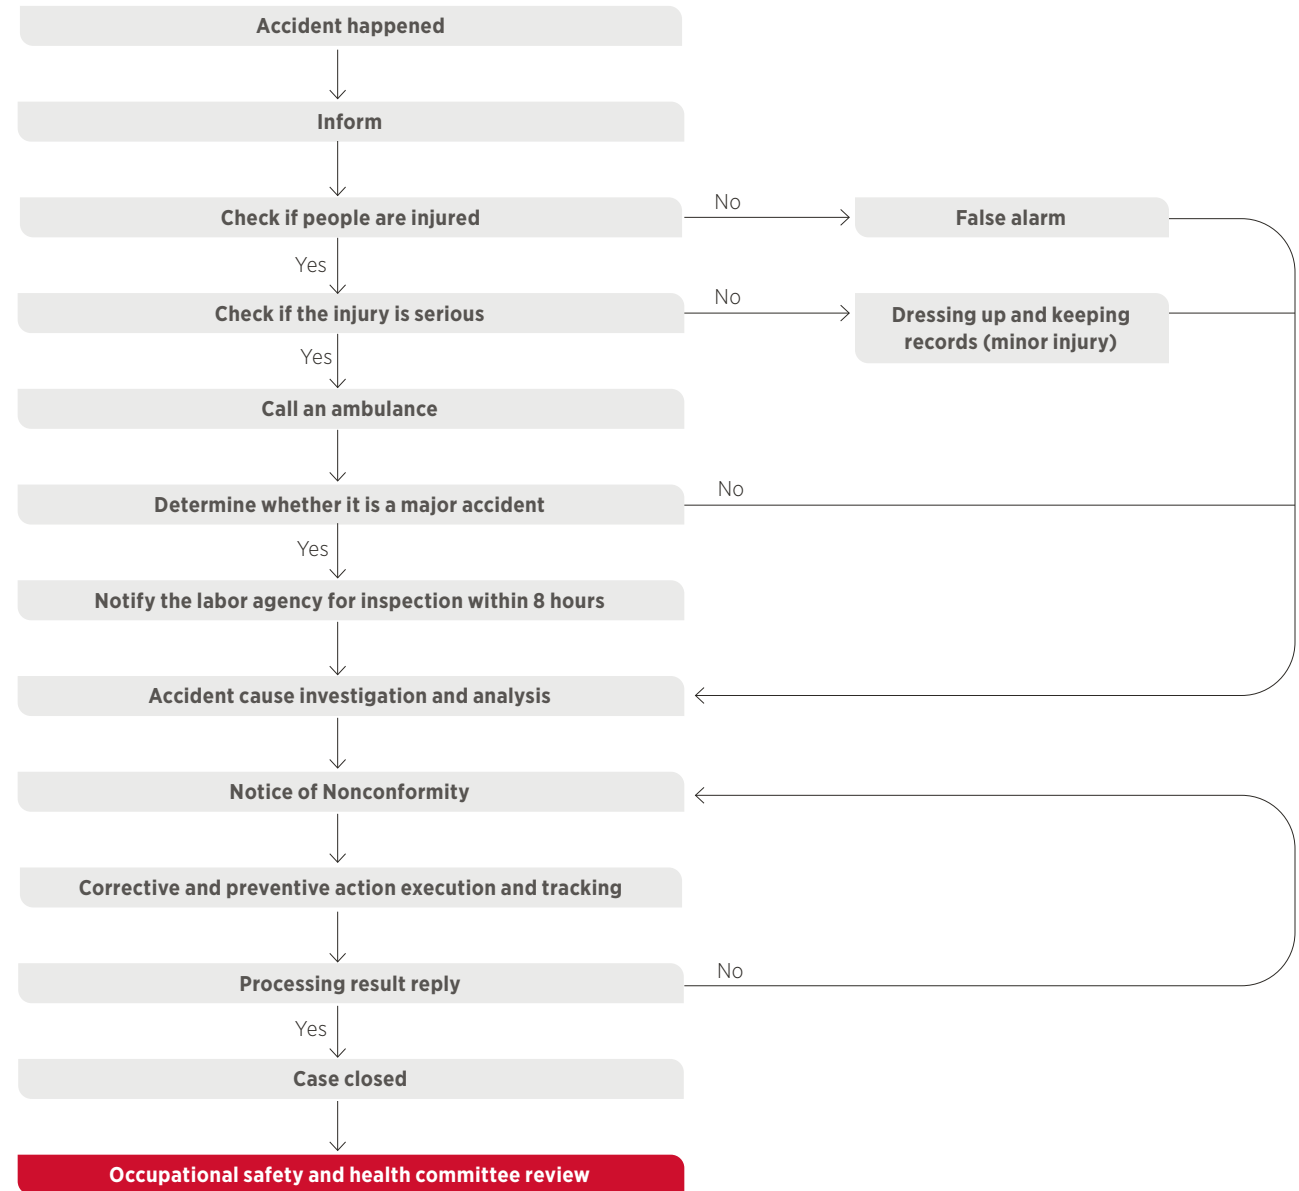 Accident happened
Inform
Check if people are injured
No
False alarm
Yes
Check if the injury is serious
No
Dressing up and keeping
records (minor injury)
Yes
Call an ambulance
Determine whether it is a major accident
No
Yes
Notify the labor agency for inspection within 8 hours
Accident cause investigation and analysis
Notice of Nonconformity
Corrective and preventive action execution and tracking
Processing result reply
No
Yes
Case closed
Occupational safety and health committee review